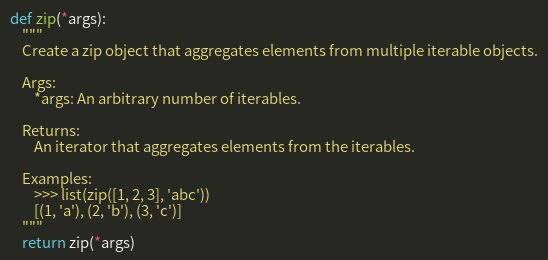 def zip(*args):
    """
    Create a zip object that aggregates elements from multiple iterable objects.

    Args:
        *args: An arbitrary number of iterables.

    Returns:
        An iterator that aggregates elements from the iterables.

    Examples:
        >>> list(zip([1, 2, 3], 'abc'))
        [(1, 'a'), (2, 'b'), (3, 'c')]
    """
    return zip(*args)